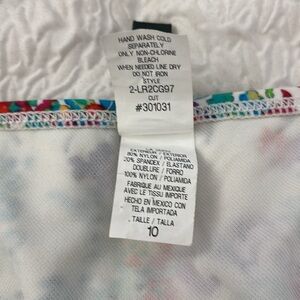 HAND WASH COLD
SEPARATELY
ONLY NON-CHLORINE
BLEACH
WHEN NEEDED LINE DRY
DO NOT IRON
STYLE
2-LR2CG97
CUT
#301031
EXTERIEUR / EXTERIOR
80% NYLON / POLIAMIDA
20% SPANDEX / ELASTANO
DOUBLURE / FORRO
100% NYLON / POLIAMIDA
FABRIQUE AU MEXIQUE
AVEC LE TISSU IMPORTE
HECHO EN MEXICO CON
TELA IMPORTADA
TAILLE / TALLA
10